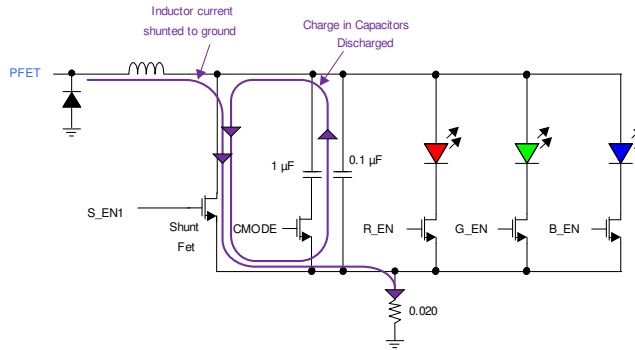 Inductor current
shunted to ground
Charge in Capacitors
Discharged
PFET
1 µF
0.1 µF
S_EN1
Shunt
Fet
CMODE
R_EN
G_EN
B_EN
0.020